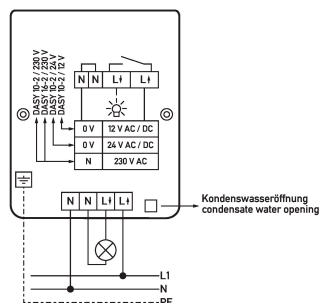 DASY 10-2 / 230 V
DASY 16-2 / 230 V
DASY 10-2 / 24 V
DASY 10-2 / 12 V
N N L L
0 V 12 V AC / DC
0 V 24 V AC / DC
N 230 V AC
N N L L
Kondenswasseröffnung
condensate water opening
L1
N
PE